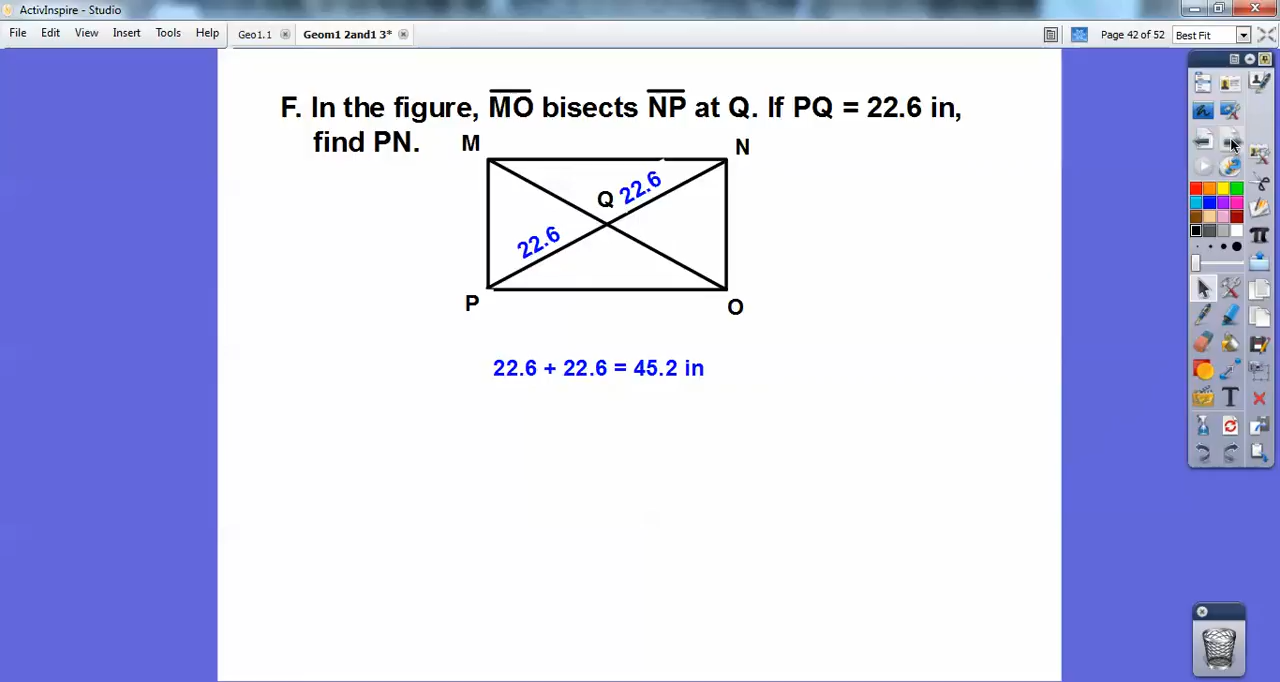 ActivInspire - Studio
File Edit View Insert Tools Help Geo1.1 Geom1 2and1 3* Page 42 of 52 Best Fit
F. In the figure, MO bisects NP at Q. If PQ = 22.6 in,
find PN.
M
N
Q
22.6
22.6
P
O
22.6 + 22.6 = 45.2 in